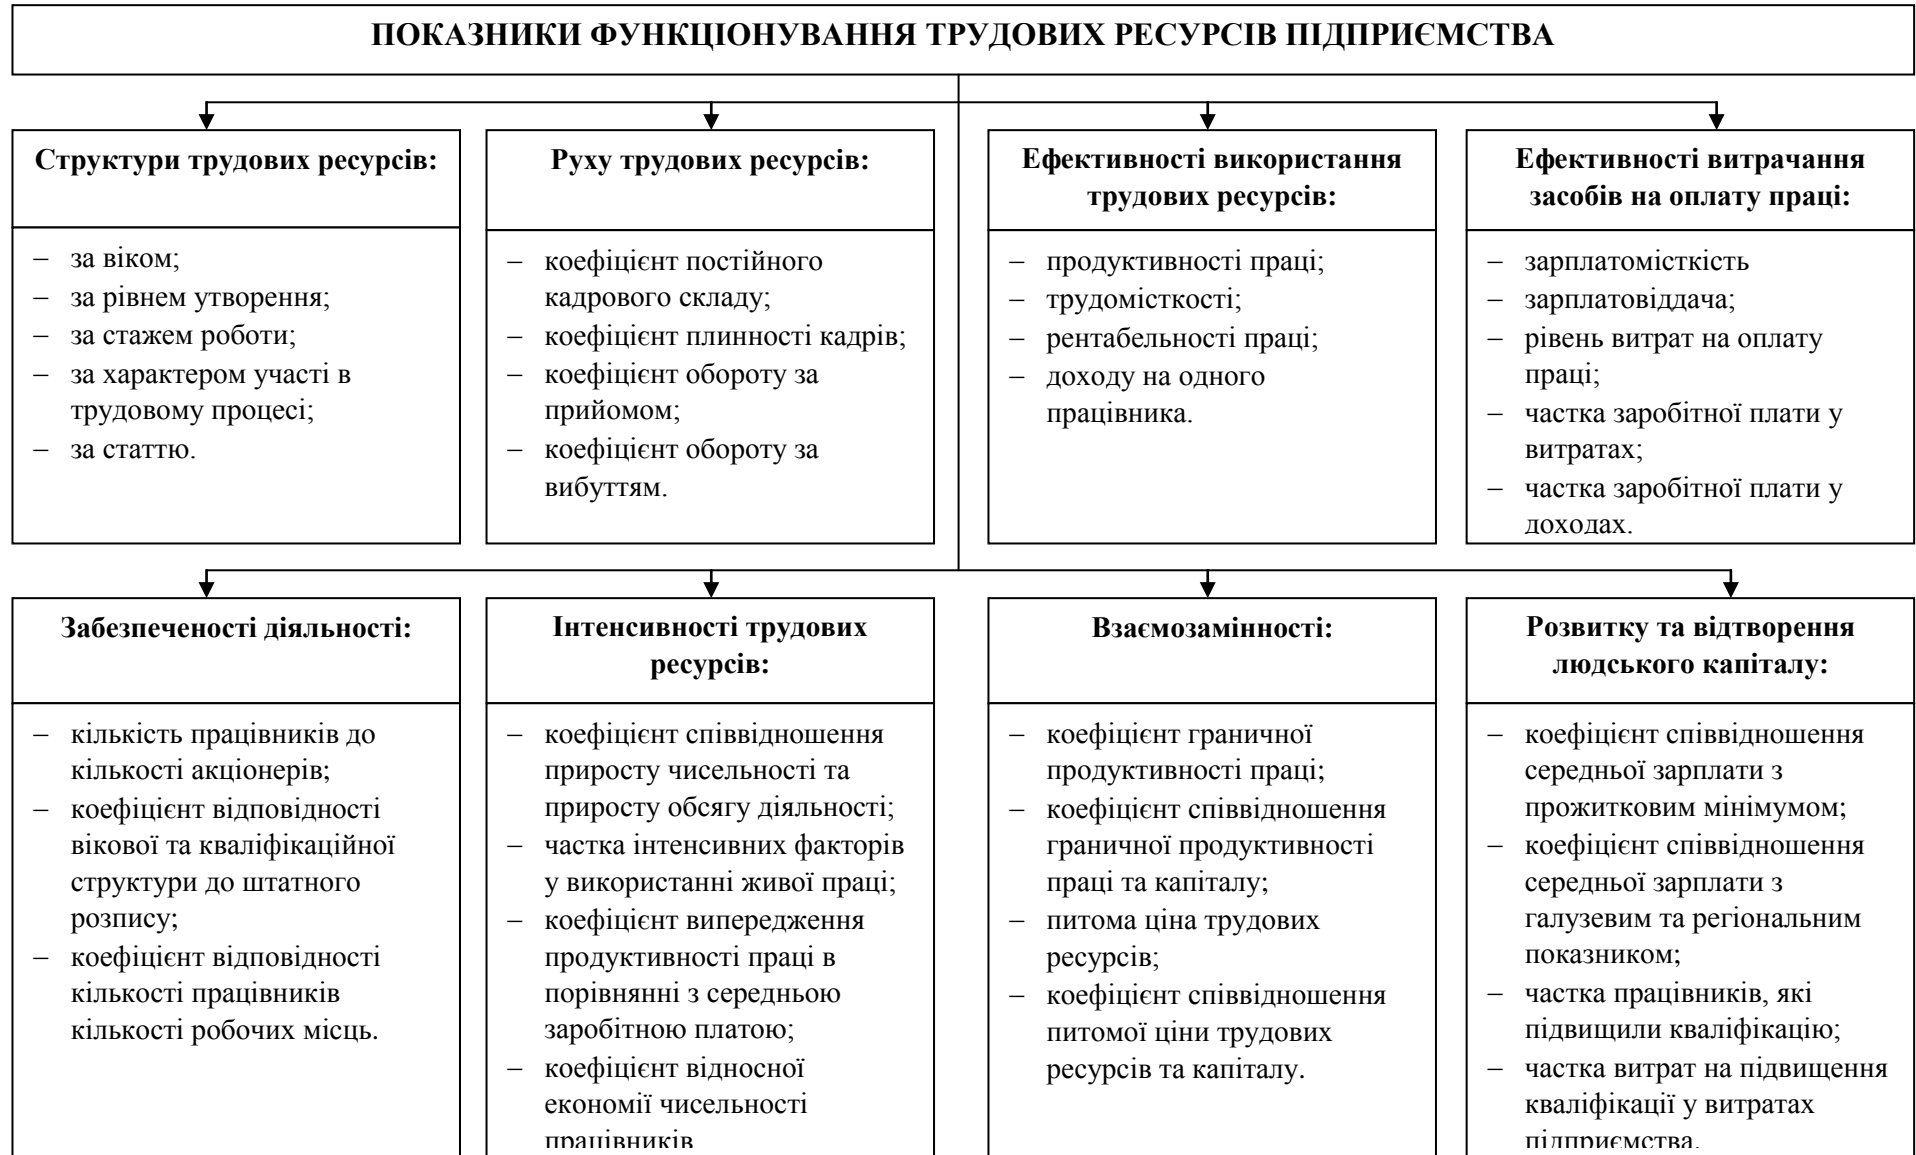 ПОКАЗНИКИ ФУНКЦІОНУВАННЯ ТРУДОВИХ РЕСУРСІВ ПІДПРИЄМСТВА
Структури трудових ресурсів:
– за віком;
– за рівнем утворення;
– за стажем роботи;
– за характером участі в
трудовому процесі;
– за статтю.
Руху трудових ресурсів:
– коефіцієнт постійного
кадрового складу;
– коефіцієнт плинності кадрів;
– коефіцієнт обороту за
прийомом;
– коефіцієнт обороту за
вибуттям.
Ефективності використання
трудових ресурсів:
– продуктивності праці;
– трудомісткості;
– рентабельності праці;
– доходу на одного
працівника.
Ефективності витрачання
засобів на оплату праці:
– зарплатомісткість
– зарплатовіддача;
– рівень витрат на оплату
праці;
– частка заробітної плати у
витратах;
– частка заробітної плати у
доходах.
Забезпеченості діяльності:
– кількість працівників до
кількості акціонерів;
– коефіцієнт відповідності
вікової та кваліфікаційної
структури до штатного
розпису;
– коефіцієнт відповідності
кількості працівників
кількості робочих місць.
Інтенсивності трудових
ресурсів:
– коефіцієнт співвідношення
приросту чисельності та
приросту обсягу діяльності;
– частка інтенсивних факторів
у використанні живої праці;
– коефіцієнт випередження
продуктивності праці в
порівнянні з середньою
заробітною платою;
– коефіцієнт відносної
економії чисельності
працівників
Взаємозамінності:
– коефіцієнт граничної
продуктивності праці;
– коефіцієнт співвідношення
граничної продуктивності
праці та капіталу;
– питома ціна трудових
ресурсів;
– коефіцієнт співвідношення
питомої ціни трудових
ресурсів та капіталу.
Розвитку та відтворення
людського капіталу:
– коефіцієнт співвідношення
середньої зарплати з
прожитковим мінімумом;
– коефіцієнт співвідношення
середньої зарплати з
галузевим та регіональним
показником;
– частка працівників, які
підвищили кваліфікацію;
– частка витрат на підвищення
кваліфікації у витратах
підприємства.